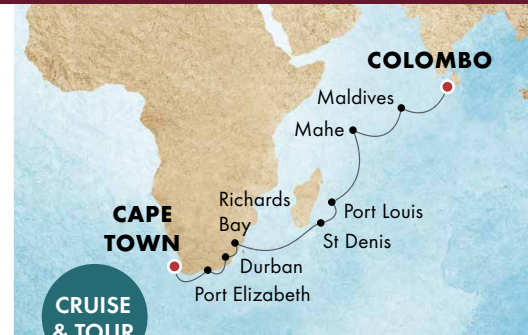 COLOMBO
Maldives
Mahe
Richards
Bay
CAPE
TOWN
Port Louis
St Denis
Durban
Port Elizabeth
CRUISE
& TOUR